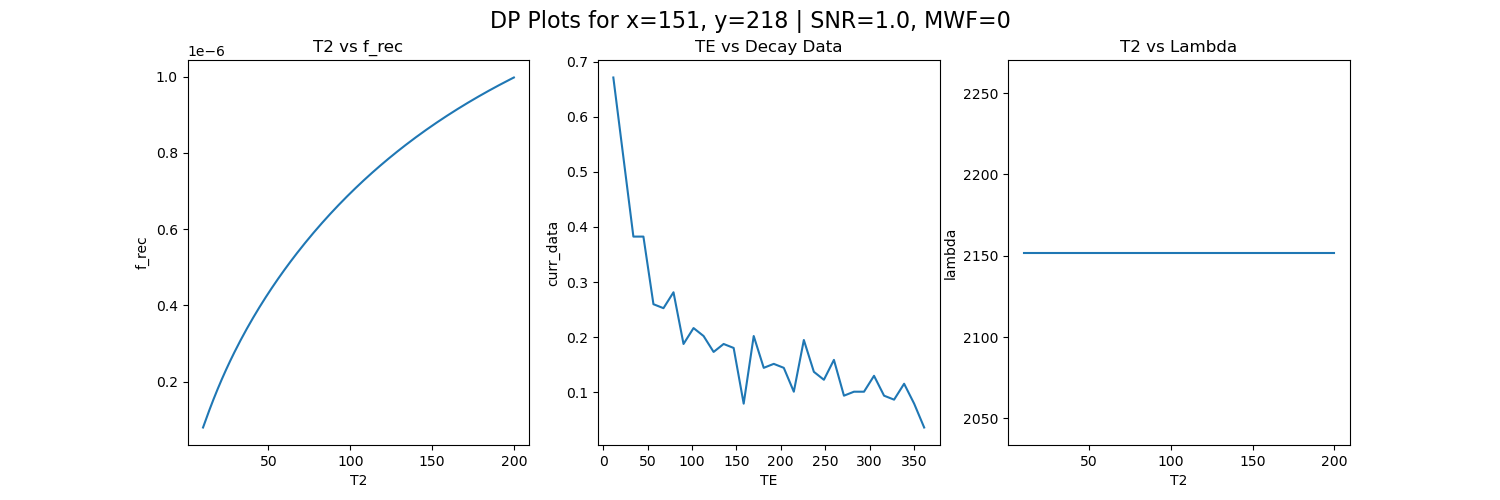 DP Plots for x=151, y=218 | SNR=1.0, MWF=0
T2 vs f_rec
1e−6
1.0
0.8
0.6
0.4
0.2
f_rec
50 100 150 200
T2
TE vs Decay Data
0.7
0.6
0.5
0.4
0.3
0.2
0.1
curr_data
0 50 100 150 200 250 300 350
TE
T2 vs Lambda
2250
2200
2150
2100
2050
lambda
50 100 150 200
T2